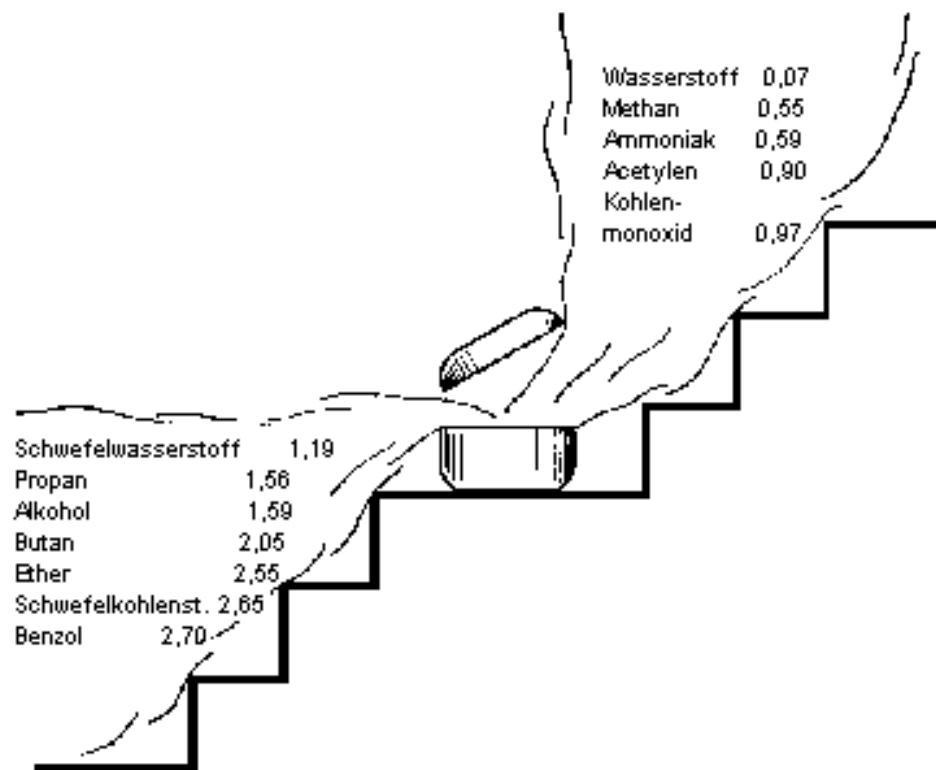 Wasserstoff 0,07
Methan 0,55
Ammoniak 0,59
Acetylen 0,90
Kohlen-
monoxid 0,97
Schwefelwasserstoff 1,19
Propan 1,56
Alkohol 1,59
Butan 2,05
Ether 2,55
Schwefelkohlenst. 2,65
Benzol 2,70